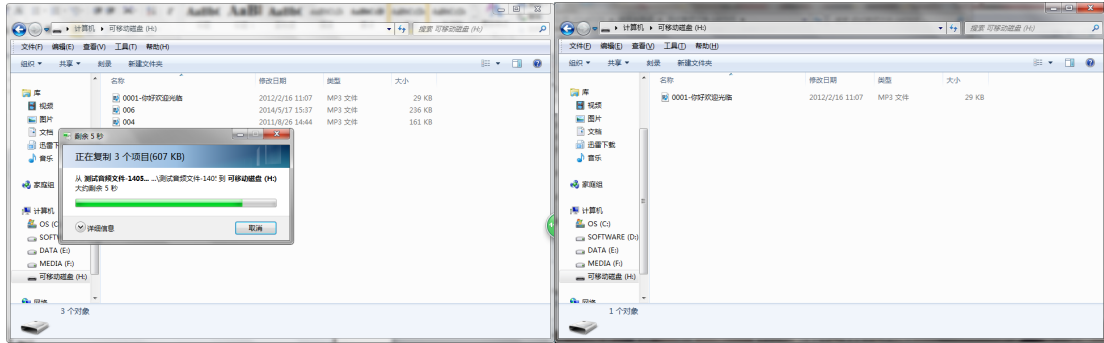 计算机 ▸ 可移动磁盘 (H:)
搜索 可移动磁盘 (H:)
文件(F) 编辑(E) 查看(V) 工具(T) 帮助(H)
组织 共享 刻录 新建文件夹
名称 修改日期 类型 大小
库
视频
图片
文档
迅雷下
音乐
家庭组
计算机
OS (C
SOFTW
DATA (E:)
MEDIA (F:)
可移动磁盘 (H:)
网络
0001-你好欢迎光临 2012/2/16 11:07 MP3 文件 29 KB
006 2014/5/17 15:37 MP3 文件 236 KB
004 2011/8/26 14:44 MP3 文件 161 KB
剩余 5 秒
正在复制 3 个项目(607 KB)
从 测试音频文件-1405... ...\测试音频文件-140! 到 可移动磁盘 (H:)
大约剩余 5 秒
详细信息
取消
3 个对象
计算机 ▸ 可移动磁盘 (H:)
搜索 可移动磁盘 (H:)
文件(F) 编辑(E) 查看(V) 工具(T) 帮助(H)
组织 共享 刻录 新建文件夹
名称 修改日期 类型 大小
库
视频
图片
文档
迅雷下载
音乐
家庭组
计算机
OS (C:)
SOFTWARE (D:)
DATA (E:)
MEDIA (F:)
可移动磁盘 (H:)
网络
0001-你好欢迎光临 2012/2/16 11:07 MP3 文件 29 KB
1 个对象